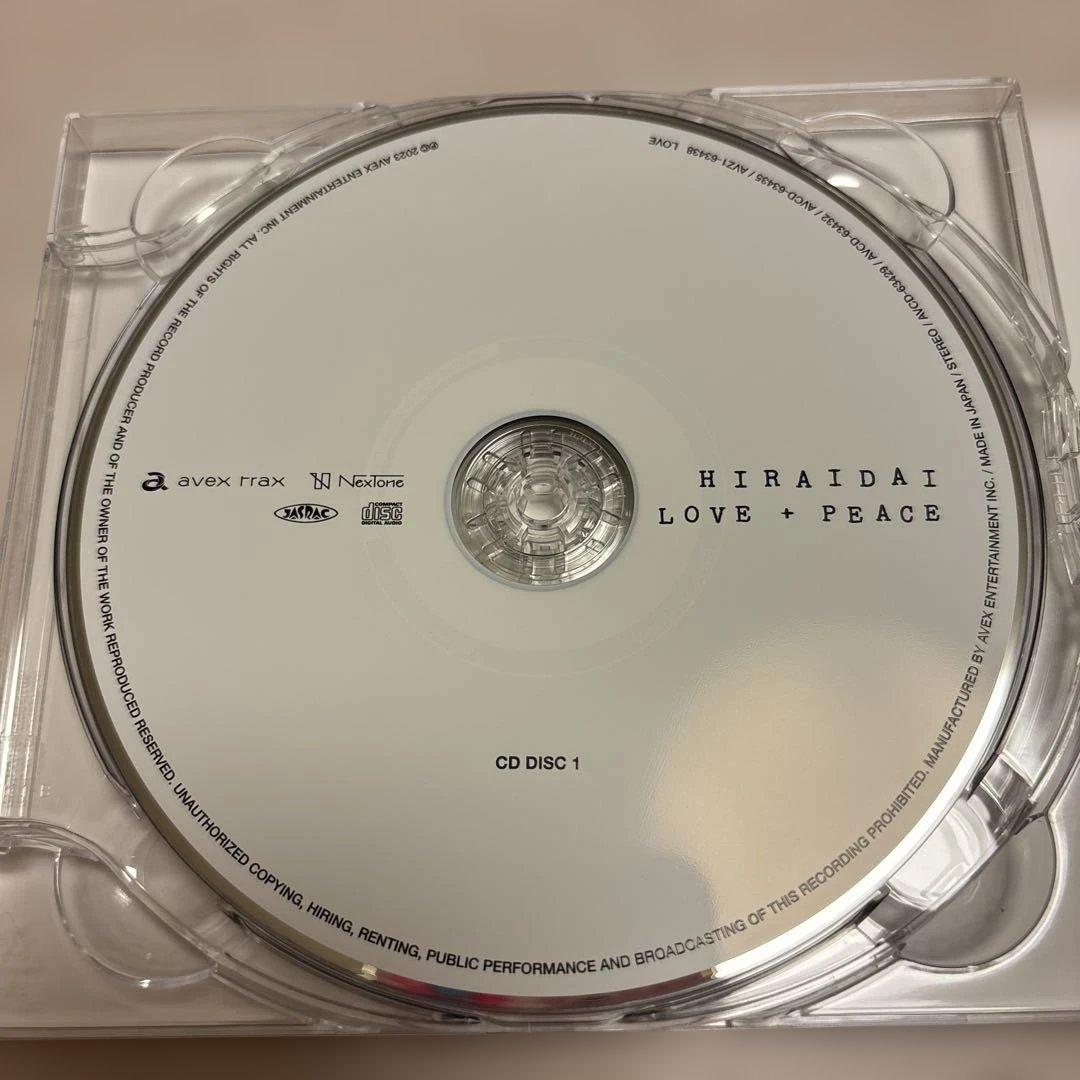 HIRAIDAI
LOVE + PEACE
avex trax
NexTone
JASRAC
COMPACT
disc
DIGITAL AUDIO
CD DISC 1
℗© 2023 AVEX ENTERTAINMENT INC. ALL RIGHTS OF THE RECORD PRODUCER AND OF THE OWNER OF THE WORK REPRODUCED RESERVED. UNAUTHORIZED COPYING, HIRING, RENTING, PUBLIC PERFORMANCE AND BROADCASTING OF THIS RECORDING PROHIBITED. MANUFACTURED BY AVEX ENTERTAINMENT INC. / MADE IN JAPAN / STEREO / AVCD-63429 / AVCD-63432 / AVCD-63435 / AVZ1-63438 LOVE